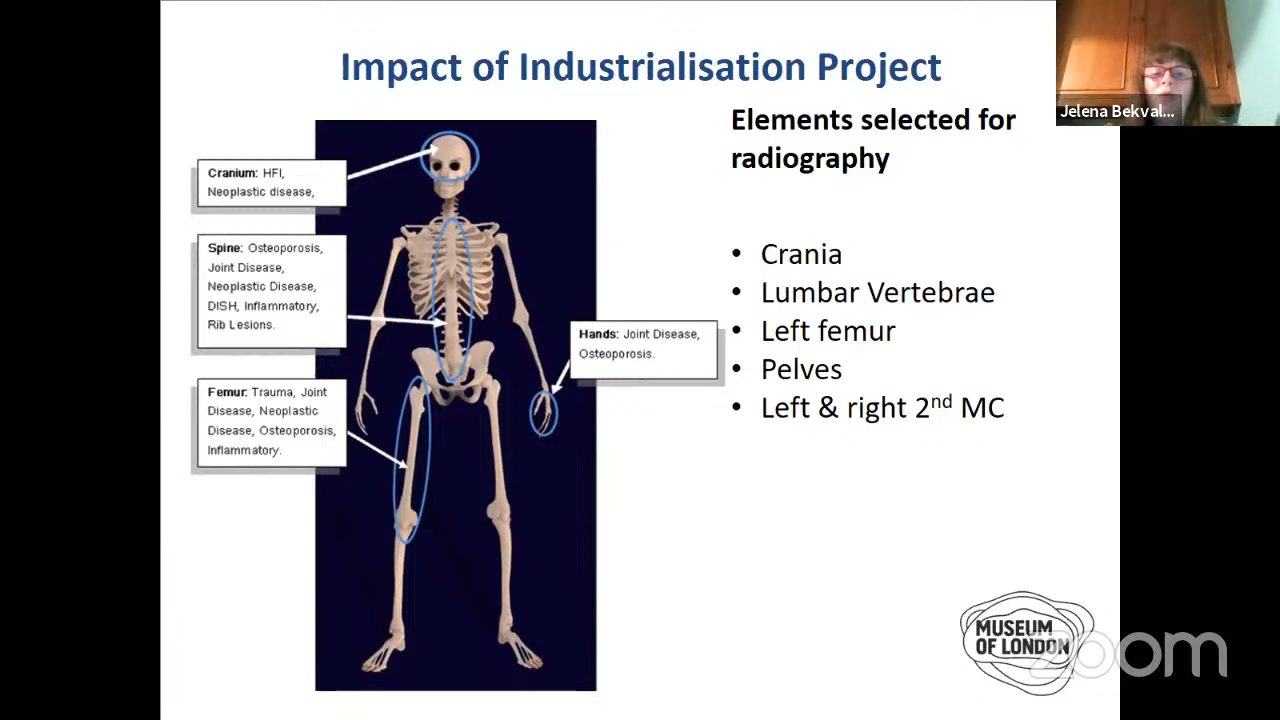 Impact of Industrialisation Project
Elements selected for
radiography
Cranium: HFI,
Neoplastic disease,
Spine: Osteoporosis,
Joint Disease,
Neoplastic Disease,
DISH, Inflammatory,
Rib Lesions.
Femur: Trauma, Joint
Disease, Neoplastic
Disease, Osteoporosis,
Inflammatory.
Hands: Joint Disease,
Osteoporosis.
• Crania
• Lumbar Vertebrae
• Left femur
• Pelves
• Left & right 2nd MC
Jelena Bekval...
MUSEUM
OF LONDON
zoom